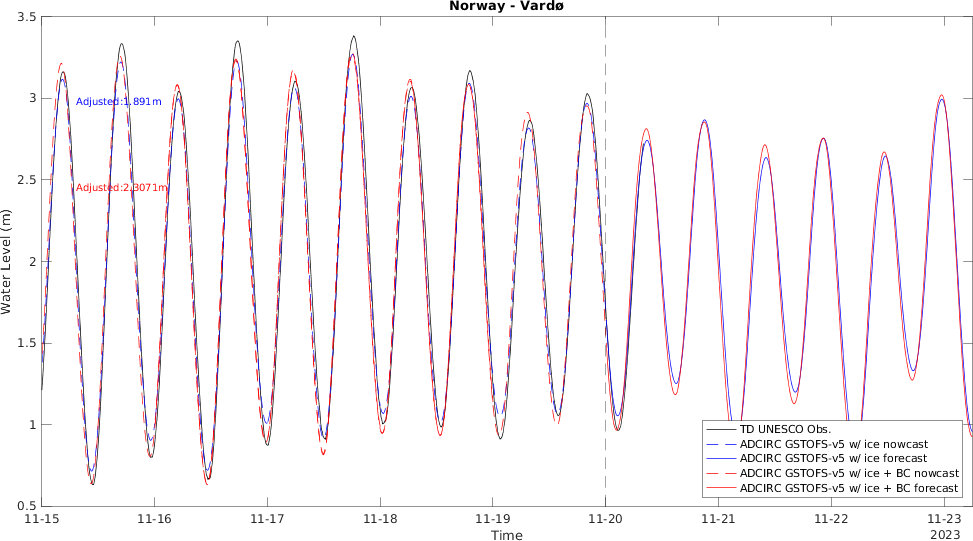 Norway - Vardø
3.5
3
2.5
2
1.5
1
0.5
Water Level (m)
Adjusted:1.891m
Adjusted:2.3071m
TD UNESCO Obs.
ADCIRC GSTOFS-v5 w/ ice nowcast
ADCIRC GSTOFS-v5 w/ ice forecast
ADCIRC GSTOFS-v5 w/ ice + BC nowcast
ADCIRC GSTOFS-v5 w/ ice + BC forecast
11-15 11-16 11-17 11-18 11-19 11-20 11-21 11-22 11-23
2023
Time